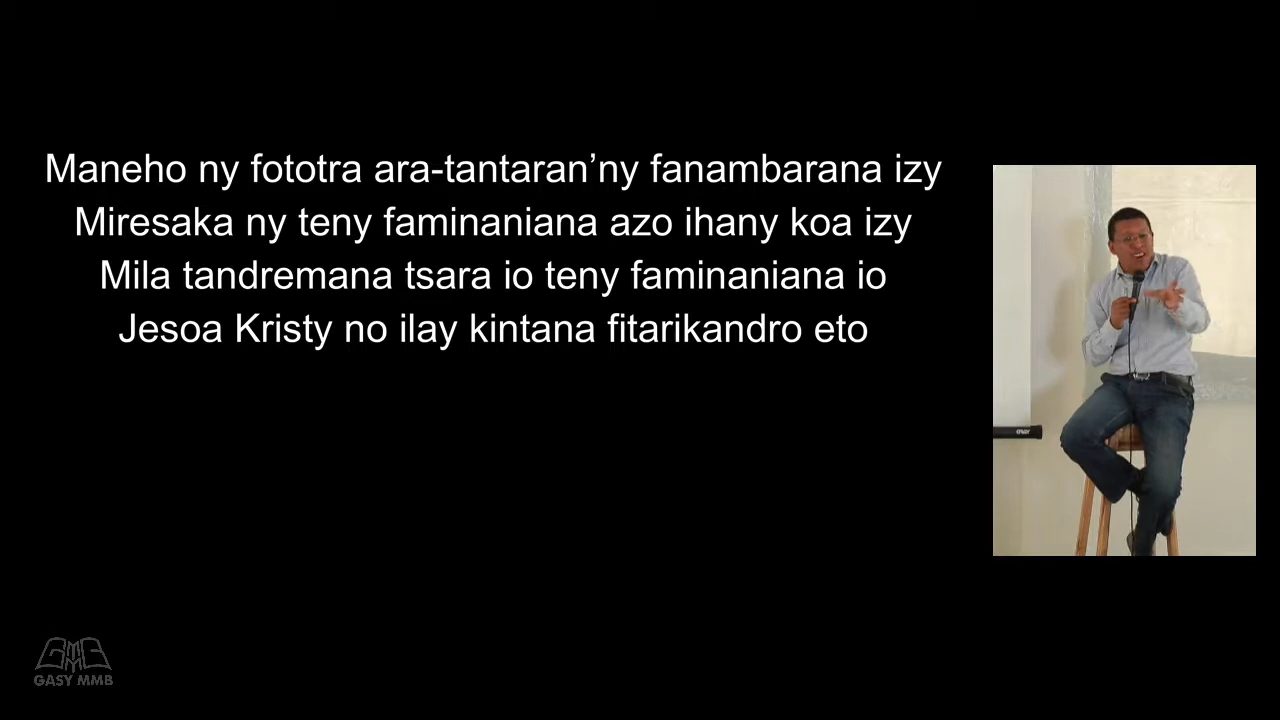 Maneho ny fototra ara-tantaran’ny fanambarana izy
Miresaka ny teny faminaniana azo ihany koa izy
Mila tandremana tsara io teny faminaniana io
Jesoa Kristy no ilay kintana fitarikandro eto
GASY MMB